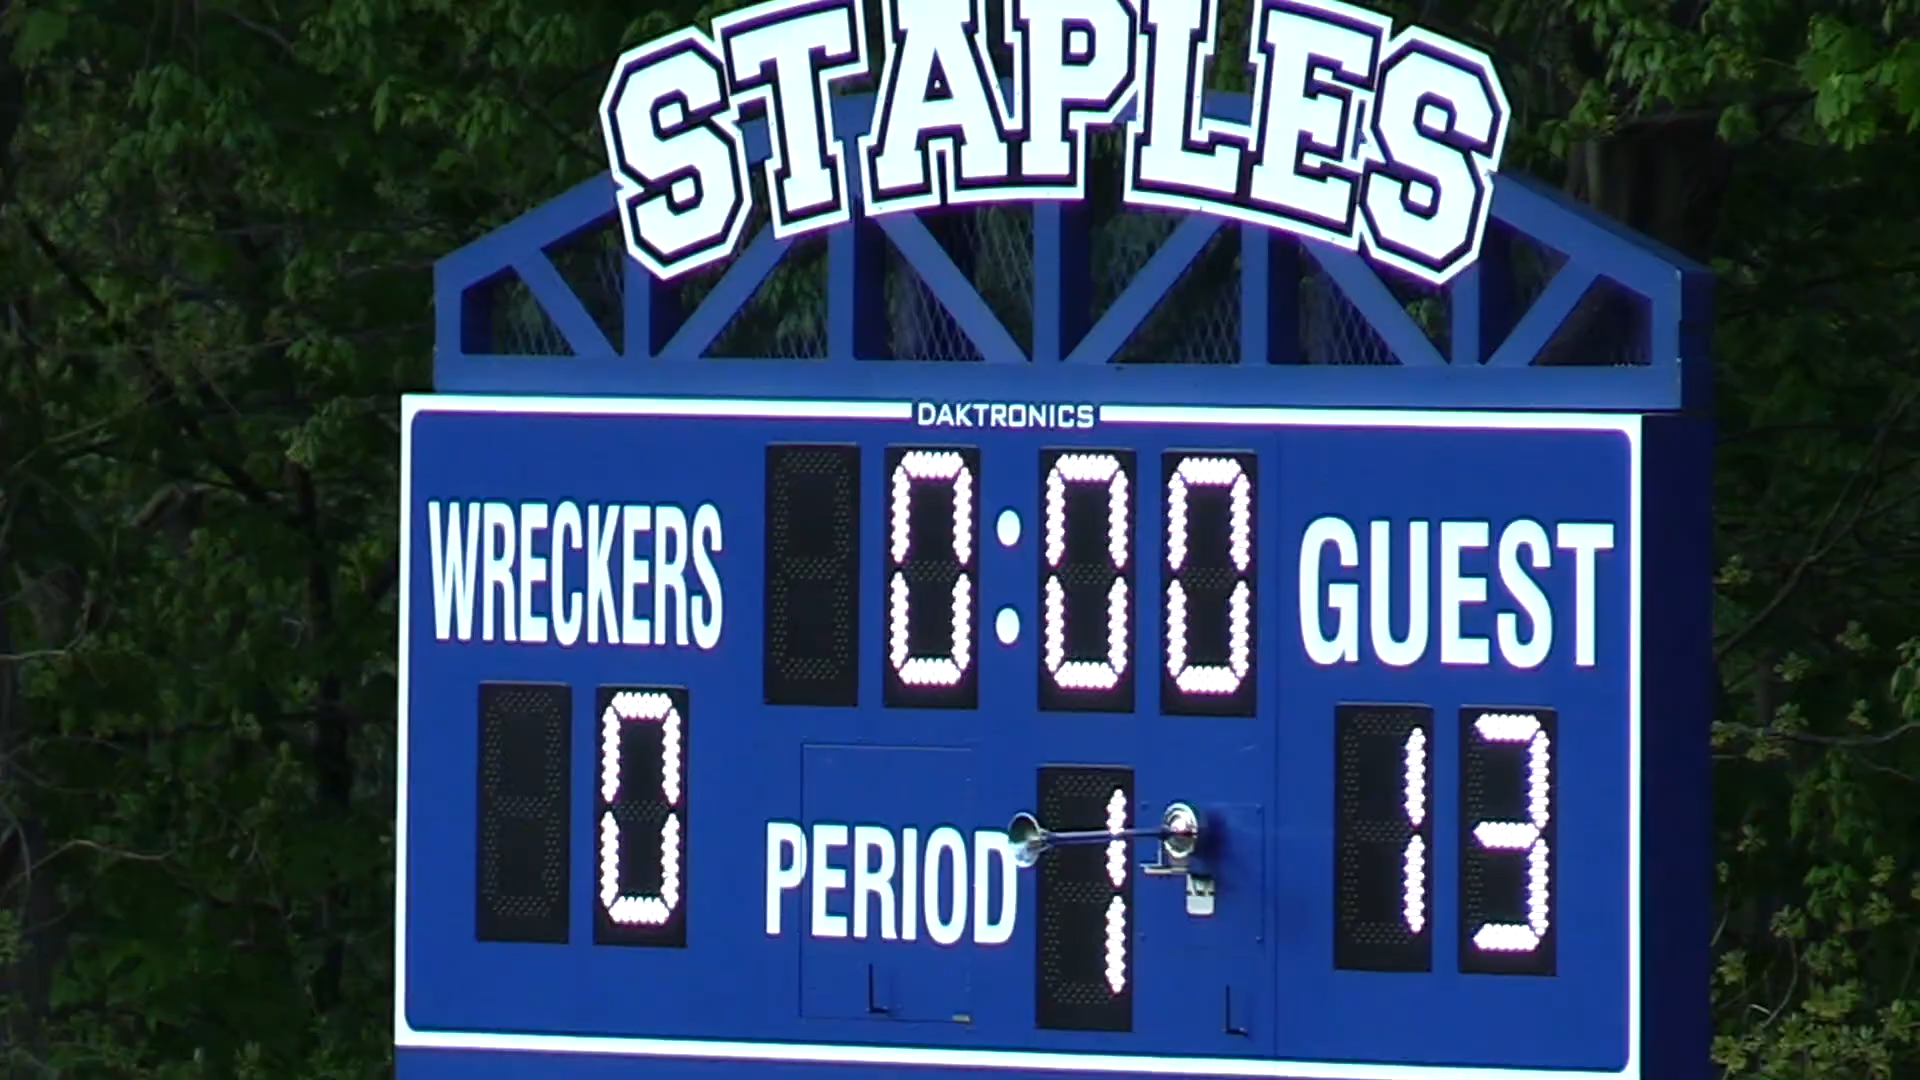 STAPLES
DAKTRONICS
WRECKERS 0:00 GUEST
0 PERIOD 1 13